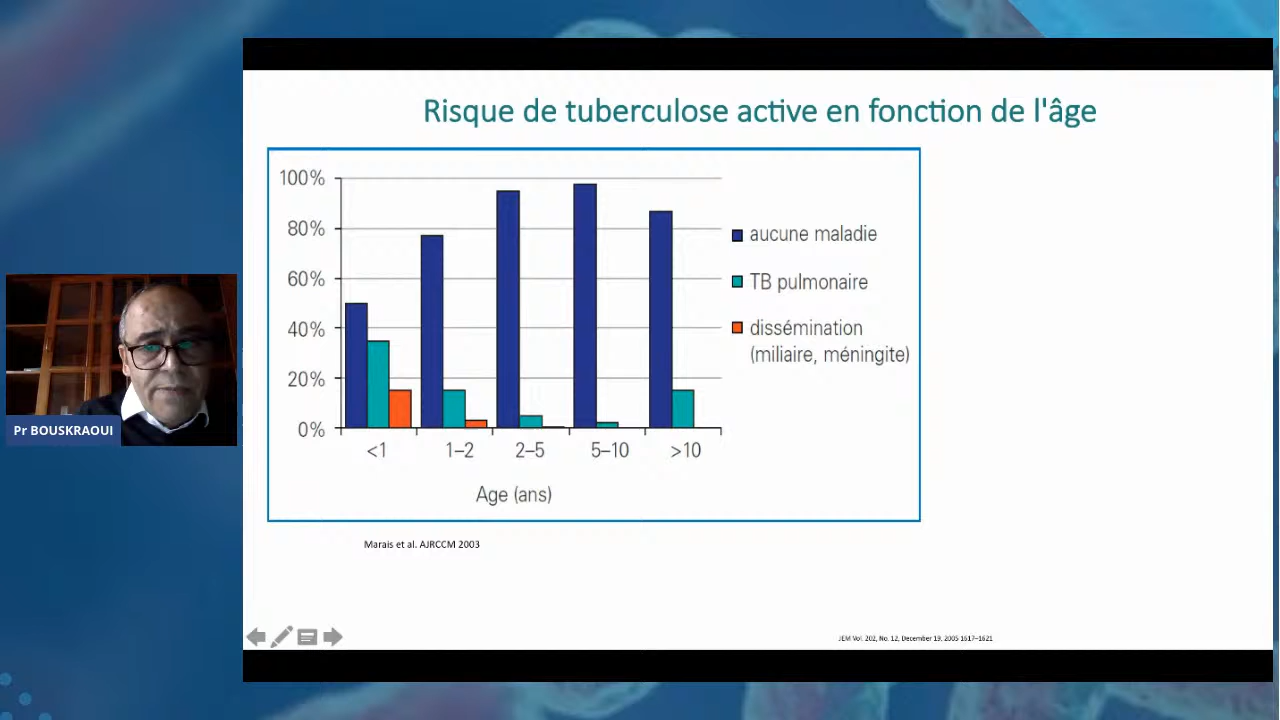 Risque de tuberculose active en fonction de l'âge
100%
80%
60%
40%
20%
0%
<1
1–2
2–5
5–10
>10
Age (ans)
aucune maladie
TB pulmonaire
dissémination
(miliaire, méningite)
Marais et al. AJRCCM 2003
JEM Vol. 202, No. 12, December 19, 2005 1617–1621
Pr BOUSKRAOUI